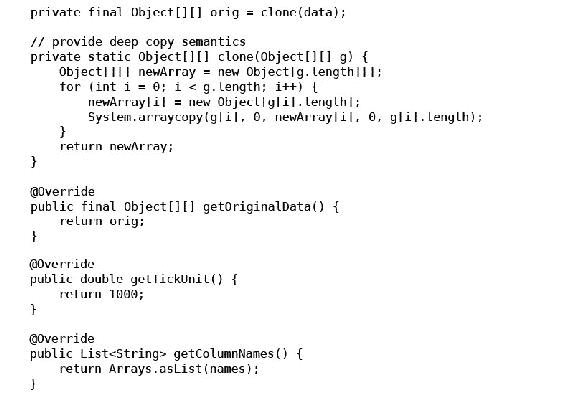 private final Object[][] orig = clone(data);
// provide deep copy semantics
private static Object[][] clone(Object[][] g) {
Object[][] newArray = new Object[g.length][];
for (int i = 0; i < g.length; i++) {
newArray[i] = new Object[g[i].length];
System.arraycopy(g[i], 0, newArray[i], 0, g[i].length);
}
return newArray;
}
@Override
public final Object[][] getOriginalData() {
return orig;
}
@Override
public double getTickUnit() {
return 1000;
}
@Override
public List<String> getColumnNames() {
return Arrays.asList(names);
}